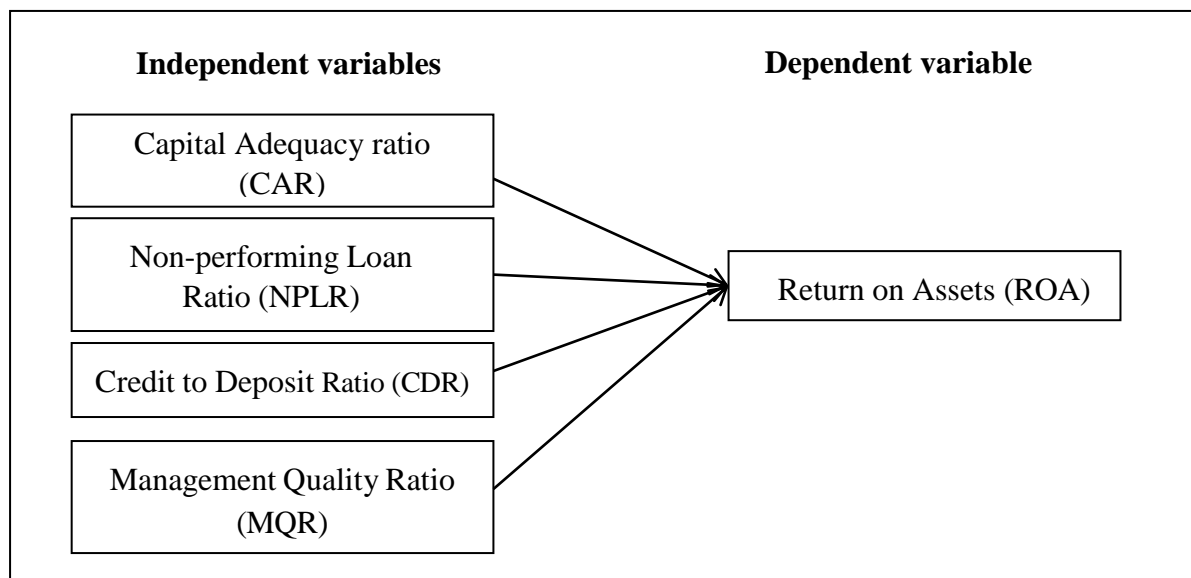 Independent variables
Dependent variable
Capital Adequacy ratio
(CAR)
Non-performing Loan
Ratio (NPLR)
Credit to Deposit Ratio (CDR)
Management Quality Ratio
(MQR)
Return on Assets (ROA)